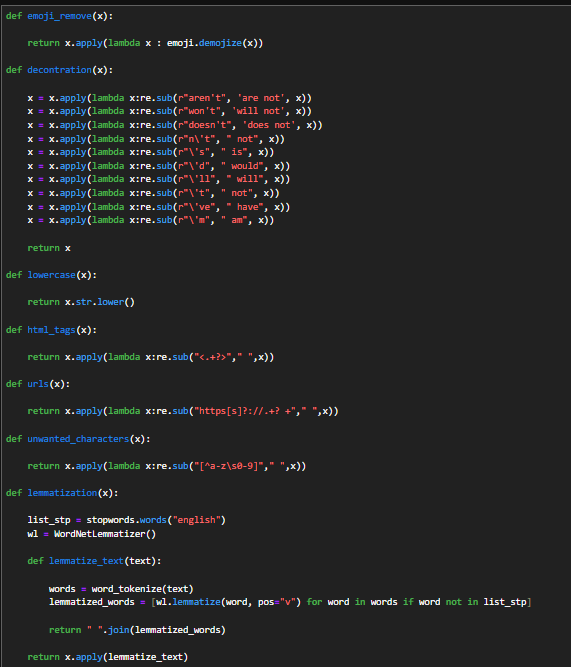 def emoji_remove(x):
return x.apply(lambda x : emoji.demojize(x))
def decontration(x):
x = x.apply(lambda x:re.sub(r"aren't", 'are not', x))
x = x.apply(lambda x:re.sub(r"won't", 'will not', x))
x = x.apply(lambda x:re.sub(r"doesn't", 'does not', x))
x = x.apply(lambda x:re.sub(r"n\'t", " not", x))
x = x.apply(lambda x:re.sub(r"\'s", " is", x))
x = x.apply(lambda x:re.sub(r"\'d", " would", x))
x = x.apply(lambda x:re.sub(r"\'ll", " will", x))
x = x.apply(lambda x:re.sub(r"\'t", " not", x))
x = x.apply(lambda x:re.sub(r"\'ve", " have", x))
x = x.apply(lambda x:re.sub(r"\'m", " am", x))
return x
def lowercase(x):
return x.str.lower()
def html_tags(x):
return x.apply(lambda x:re.sub("<.+?>"," ",x))
def urls(x):
return x.apply(lambda x:re.sub("https[s]?://.+? +"," ",x))
def unwanted_characters(x):
return x.apply(lambda x:re.sub("[^a-z\s0-9]"," ",x))
def lemmatization(x):
list_stp = stopwords.words("english")
wl = WordNetLemmatizer()
def lemmatize_text(text):
words = word_tokenize(text)
lemmatized_words = [wl.lemmatize(word, pos="v") for word in words if word not in list_stp]
return " ".join(lemmatized_words)
return x.apply(lemmatize_text)